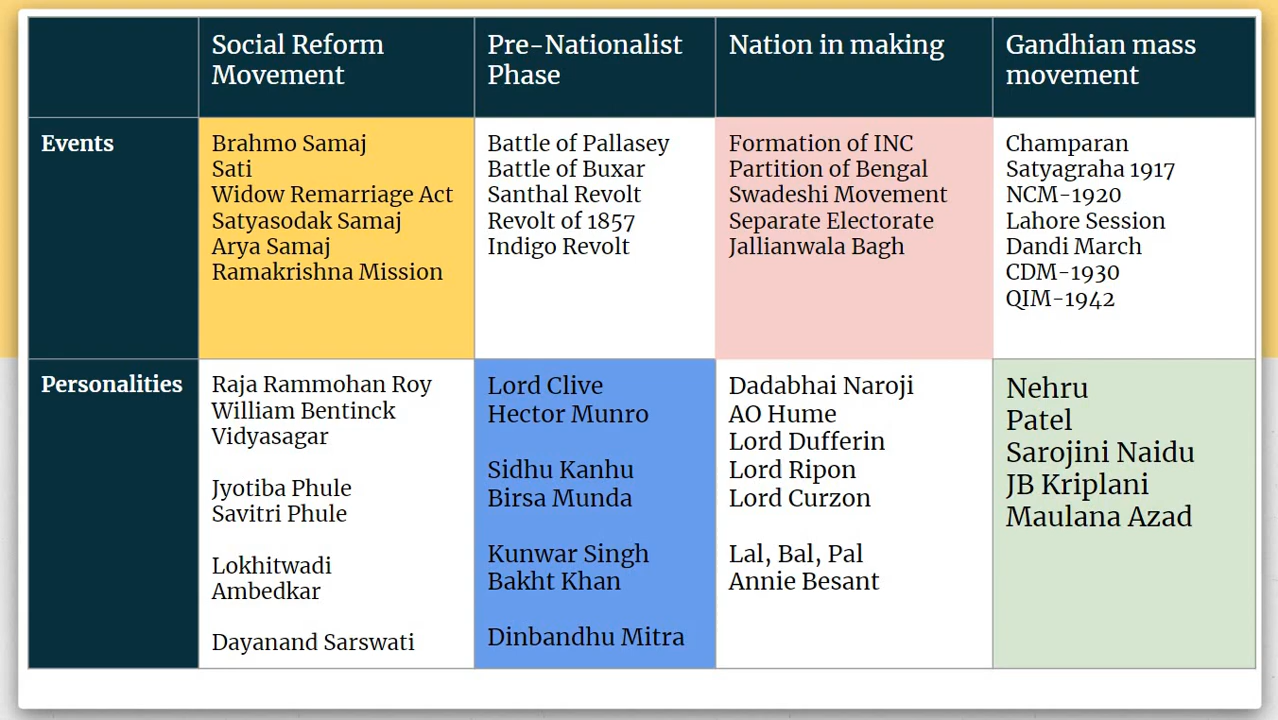 Social Reform
Movement
Pre-Nationalist
Phase
Nation in making
Gandhian mass
movement
Events
Brahmo Samaj
Sati
Widow Remarriage Act
Satyasodak Samaj
Arya Samaj
Ramakrishna Mission
Battle of Pallasey
Battle of Buxar
Santhal Revolt
Revolt of 1857
Indigo Revolt
Formation of INC
Partition of Bengal
Swadeshi Movement
Separate Electorate
Jallianwala Bagh
Champaran
Satyagraha 1917
NCM-1920
Lahore Session
Dandi March
CDM-1930
QIM-1942
Personalities
Raja Rammohan Roy
William Bentinck
Vidyasagar
Jyotiba Phule
Savitri Phule
Lokhitwadi
Ambedkar
Dayanand Sarswati
Lord Clive
Hector Munro
Sidhu Kanhu
Birsa Munda
Kunwar Singh
Bakht Khan
Dinbandhu Mitra
Dadabhai Naroji
AO Hume
Lord Dufferin
Lord Ripon
Lord Curzon
Lal, Bal, Pal
Annie Besant
Nehru
Patel
Sarojini Naidu
JB Kriplani
Maulana Azad